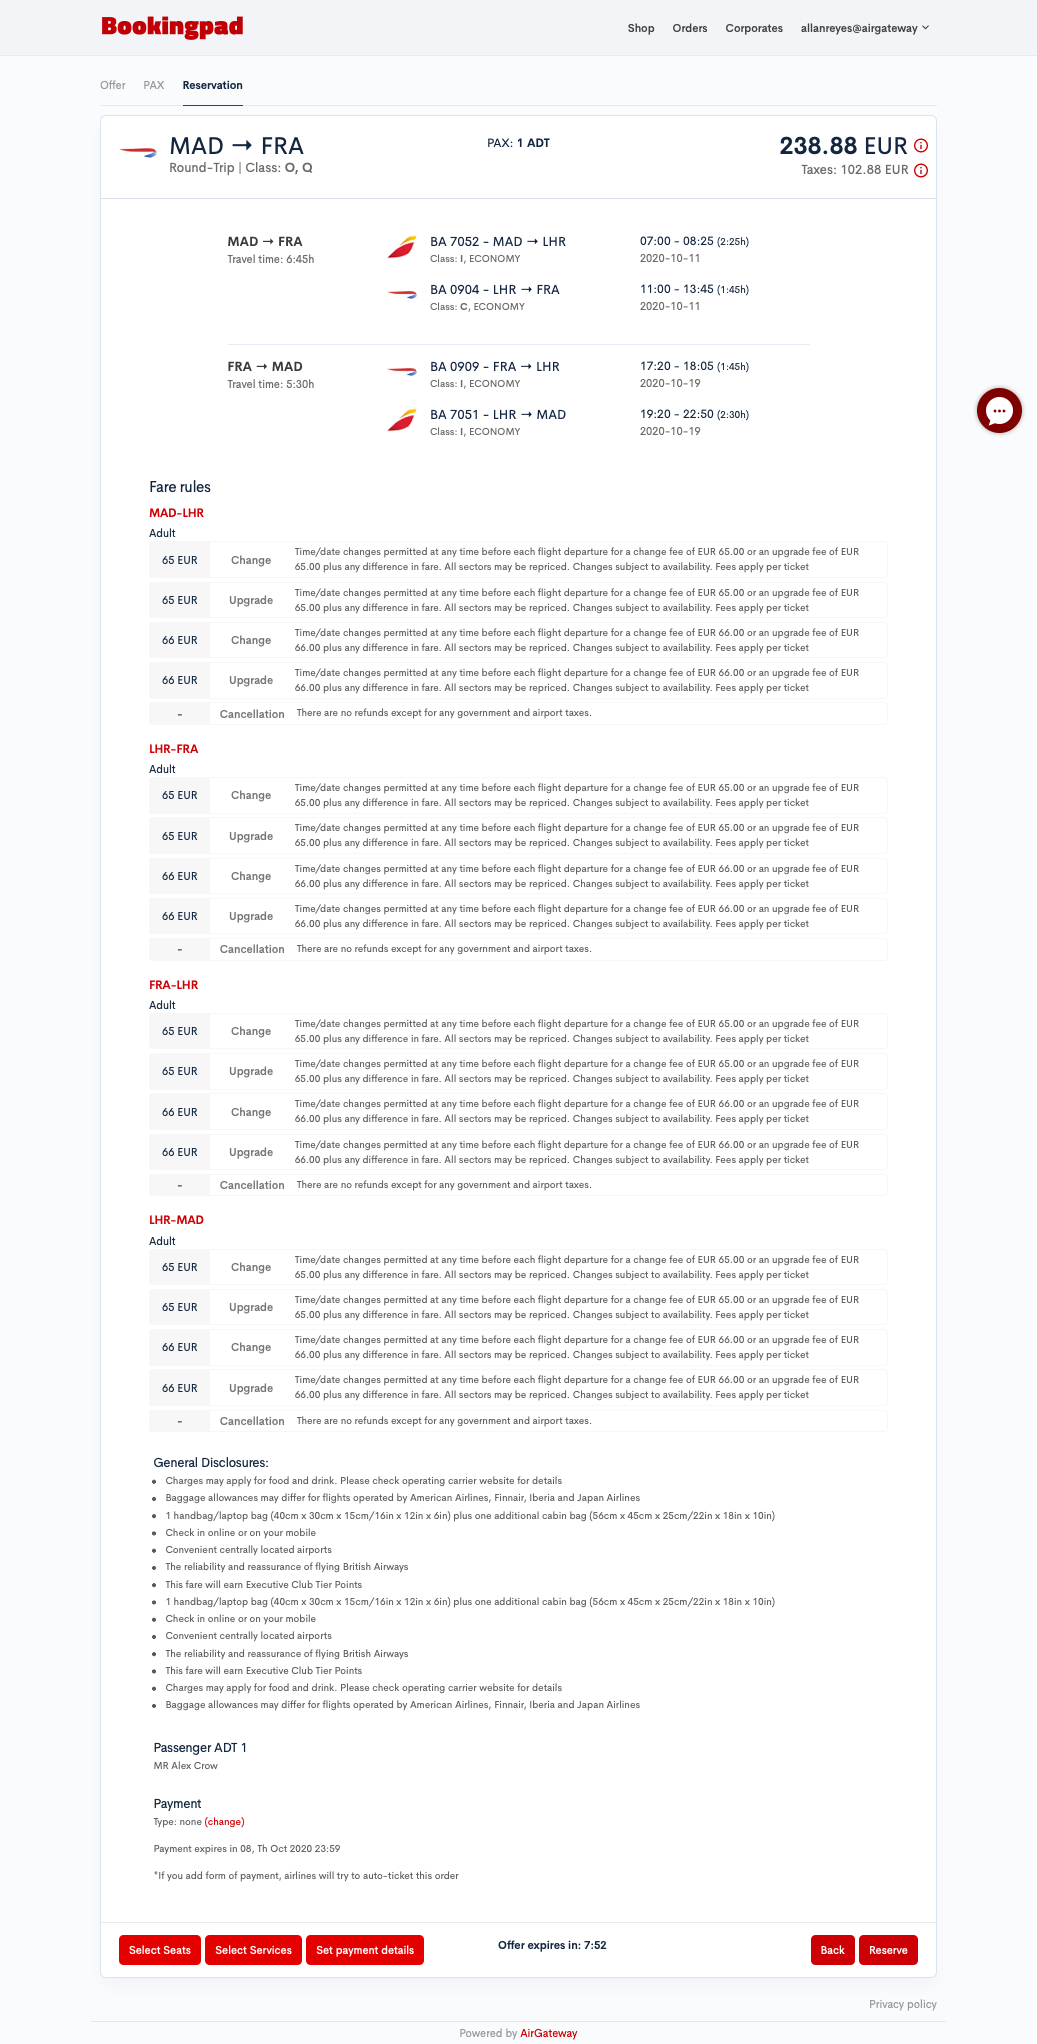 Bookingpad
Shop Orders Corporates allanreyes@airgateway
Offer PAX Reservation
MAD → FRA
Round-Trip | Class: O, Q
PAX: 1 ADT
238.88 EUR
Taxes: 102.88 EUR
MAD → FRA
Travel time: 6:45h
BA 7052 - MAD → LHR
Class: I, ECONOMY
07:00 - 08:25 (2:25h)
2020-10-11
BA 0904 - LHR → FRA
Class: C, ECONOMY
11:00 - 13:45 (1:45h)
2020-10-11
FRA → MAD
Travel time: 5:30h
BA 0909 - FRA → LHR
Class: I, ECONOMY
17:20 - 18:05 (1:45h)
2020-10-19
BA 7051 - LHR → MAD
Class: I, ECONOMY
19:20 - 22:50 (2:30h)
2020-10-19
Fare rules
MAD-LHR
Adult
65 EUR Change Time/date changes permitted at any time before each flight departure for a change fee of EUR 65.00 or an upgrade fee of EUR
65.00 plus any difference in fare. All sectors may be repriced. Changes subject to availability. Fees apply per ticket
65 EUR Upgrade Time/date changes permitted at any time before each flight departure for a change fee of EUR 65.00 or an upgrade fee of EUR
65.00 plus any difference in fare. All sectors may be repriced. Changes subject to availability. Fees apply per ticket
66 EUR Change Time/date changes permitted at any time before each flight departure for a change fee of EUR 66.00 or an upgrade fee of EUR
66.00 plus any difference in fare. All sectors may be repriced. Changes subject to availability. Fees apply per ticket
66 EUR Upgrade Time/date changes permitted at any time before each flight departure for a change fee of EUR 66.00 or an upgrade fee of EUR
66.00 plus any difference in fare. All sectors may be repriced. Changes subject to availability. Fees apply per ticket
- Cancellation There are no refunds except for any government and airport taxes.
LHR-FRA
Adult
65 EUR Change Time/date changes permitted at any time before each flight departure for a change fee of EUR 65.00 or an upgrade fee of EUR
65.00 plus any difference in fare. All sectors may be repriced. Changes subject to availability. Fees apply per ticket
65 EUR Upgrade Time/date changes permitted at any time before each flight departure for a change fee of EUR 65.00 or an upgrade fee of EUR
65.00 plus any difference in fare. All sectors may be repriced. Changes subject to availability. Fees apply per ticket
66 EUR Change Time/date changes permitted at any time before each flight departure for a change fee of EUR 66.00 or an upgrade fee of EUR
66.00 plus any difference in fare. All sectors may be repriced. Changes subject to availability. Fees apply per ticket
66 EUR Upgrade Time/date changes permitted at any time before each flight departure for a change fee of EUR 66.00 or an upgrade fee of EUR
66.00 plus any difference in fare. All sectors may be repriced. Changes subject to availability. Fees apply per ticket
- Cancellation There are no refunds except for any government and airport taxes.
FRA-LHR
Adult
65 EUR Change Time/date changes permitted at any time before each flight departure for a change fee of EUR 65.00 or an upgrade fee of EUR
65.00 plus any difference in fare. All sectors may be repriced. Changes subject to availability. Fees apply per ticket
65 EUR Upgrade Time/date changes permitted at any time before each flight departure for a change fee of EUR 65.00 or an upgrade fee of EUR
65.00 plus any difference in fare. All sectors may be repriced. Changes subject to availability. Fees apply per ticket
66 EUR Change Time/date changes permitted at any time before each flight departure for a change fee of EUR 66.00 or an upgrade fee of EUR
66.00 plus any difference in fare. All sectors may be repriced. Changes subject to availability. Fees apply per ticket
66 EUR Upgrade Time/date changes permitted at any time before each flight departure for a change fee of EUR 66.00 or an upgrade fee of EUR
66.00 plus any difference in fare. All sectors may be repriced. Changes subject to availability. Fees apply per ticket
- Cancellation There are no refunds except for any government and airport taxes.
LHR-MAD
Adult
65 EUR Change Time/date changes permitted at any time before each flight departure for a change fee of EUR 65.00 or an upgrade fee of EUR
65.00 plus any difference in fare. All sectors may be repriced. Changes subject to availability. Fees apply per ticket
65 EUR Upgrade Time/date changes permitted at any time before each flight departure for a change fee of EUR 65.00 or an upgrade fee of EUR
65.00 plus any difference in fare. All sectors may be repriced. Changes subject to availability. Fees apply per ticket
66 EUR Change Time/date changes permitted at any time before each flight departure for a change fee of EUR 66.00 or an upgrade fee of EUR
66.00 plus any difference in fare. All sectors may be repriced. Changes subject to availability. Fees apply per ticket
66 EUR Upgrade Time/date changes permitted at any time before each flight departure for a change fee of EUR 66.00 or an upgrade fee of EUR
66.00 plus any difference in fare. All sectors may be repriced. Changes subject to availability. Fees apply per ticket
- Cancellation There are no refunds except for any government and airport taxes.
General Disclosures:
• Charges may apply for food and drink. Please check operating carrier website for details
• Baggage allowances may differ for flights operated by American Airlines, Finnair, Iberia and Japan Airlines
• 1 handbag/laptop bag (40cm x 30cm x 15cm/16in x 12in x 6in) plus one additional cabin bag (56cm x 45cm x 25cm/22in x 18in x 10in)
• Check in online or on your mobile
• Convenient centrally located airports
• The reliability and reassurance of flying British Airways
• This fare will earn Executive Club Tier Points
• 1 handbag/laptop bag (40cm x 30cm x 15cm/16in x 12in x 6in) plus one additional cabin bag (56cm x 45cm x 25cm/22in x 18in x 10in)
• Check in online or on your mobile
• Convenient centrally located airports
• The reliability and reassurance of flying British Airways
• This fare will earn Executive Club Tier Points
• Charges may apply for food and drink. Please check operating carrier website for details
• Baggage allowances may differ for flights operated by American Airlines, Finnair, Iberia and Japan Airlines
Passenger ADT 1
MR Alex Crow
Payment
Type: none (change)
Payment expires in 08, Th Oct 2020 23:59
*If you add form of payment, airlines will try to auto-ticket this order
Select Seats Select Services Set payment details Offer expires in: 7:52 Back Reserve
Privacy policy
Powered by AirGateway